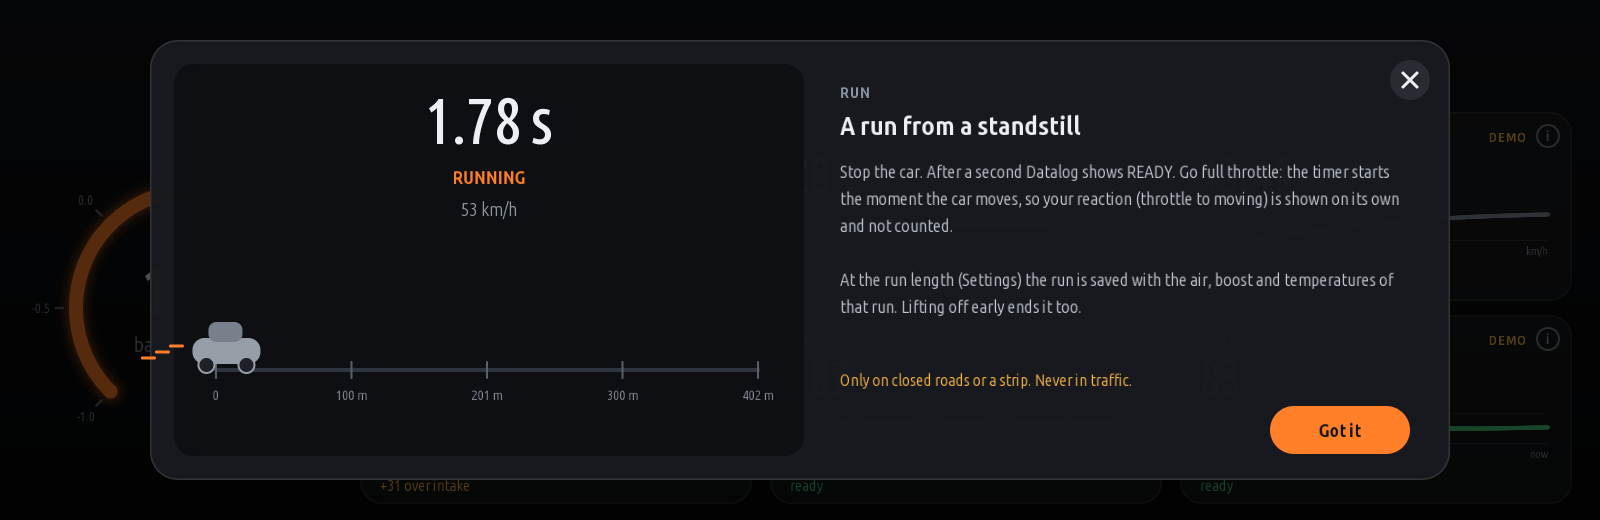 1.78 s
RUNNING
53 km/h
0
100 m
201 m
300 m
402 m
RUN
A run from a standstill
Stop the car. After a second Datalog shows READY. Go full throttle: the timer starts
the moment the car moves, so your reaction (throttle to moving) is shown on its own
and not counted.
At the run length (Settings) the run is saved with the air, boost and temperatures of
that run. Lifting off early ends it too.
Only on closed roads or a strip. Never in traffic.
Got it
0.0
-0.5
-1.0
DEMO
i
km/h
DEMO
i
now
+31 over intake
ready
ready